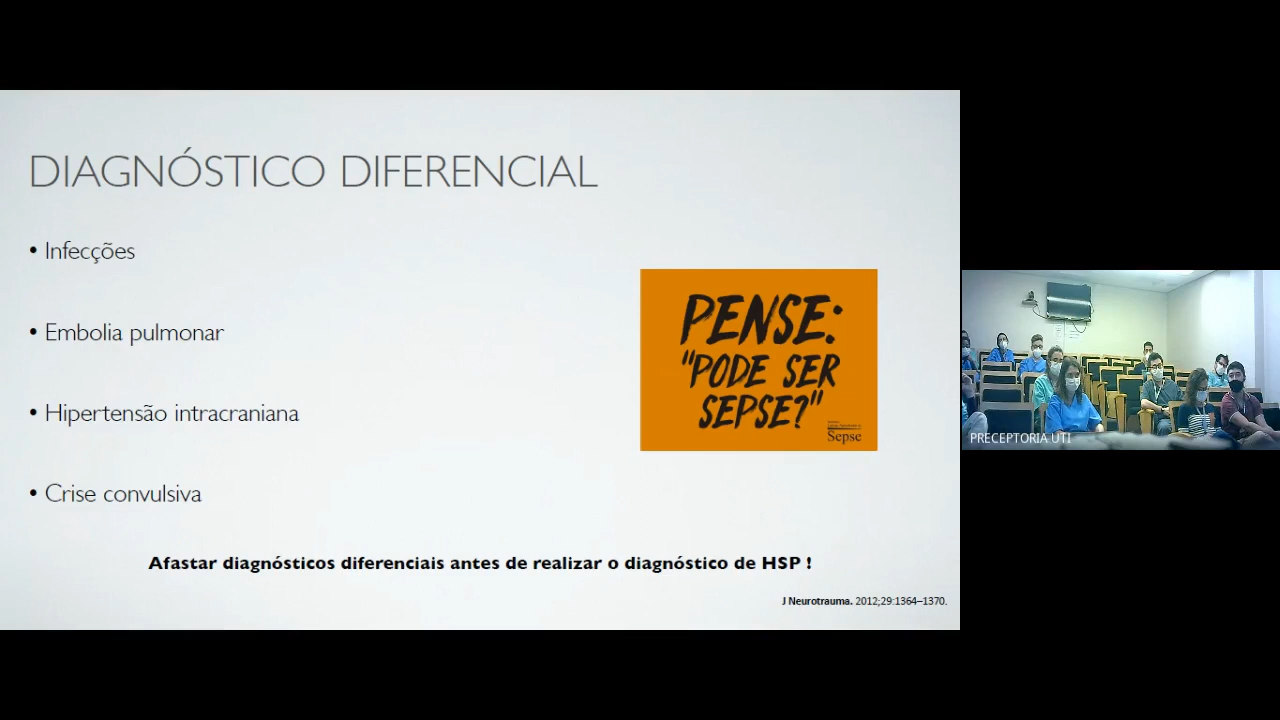 DIAGNÓSTICO DIFERENCIAL
• Infecções
• Embolia pulmonar
• Hipertensão intracraniana
• Crise convulsiva
PENSE:
"PODE SER
SEPSE?"
Sepse
Afastar diagnósticos diferenciais antes de realizar o diagnóstico de HSP !
J Neurotrauma. 2012;29:1364–1370.
PRECEPTORIA UTI